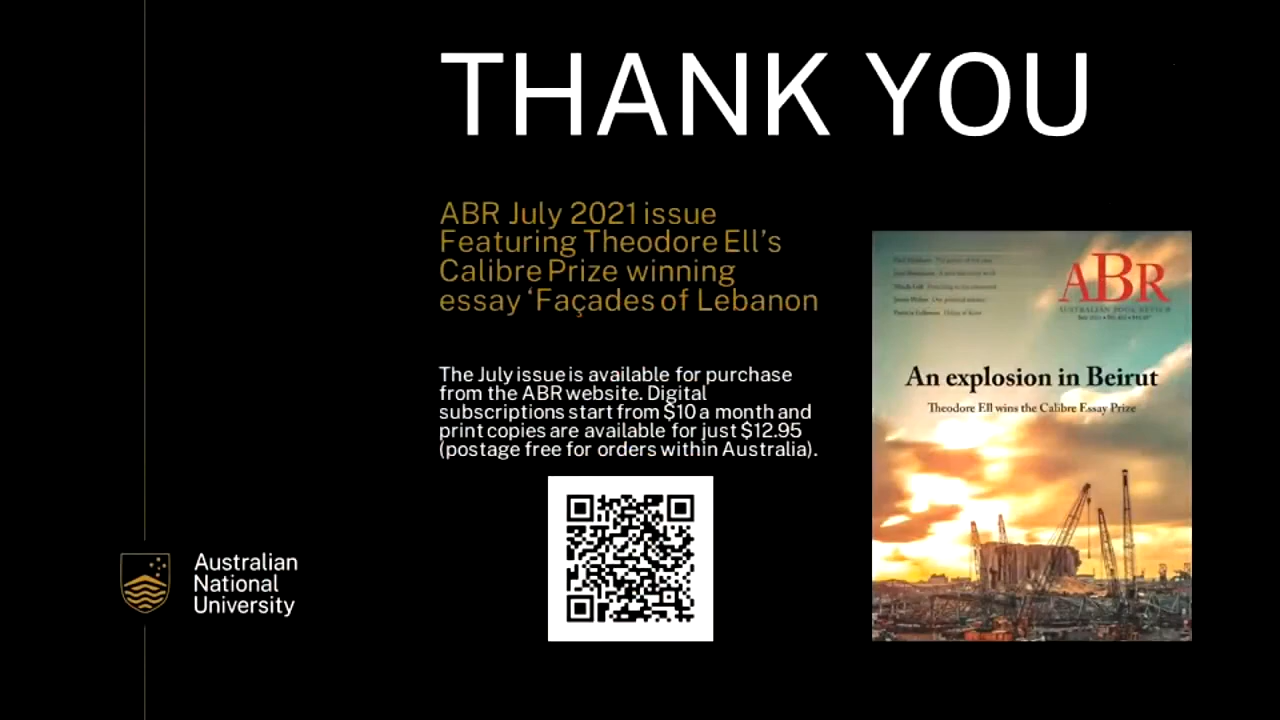 THANK YOU
ABR July 2021 issue
Featuring Theodore Ell’s
Calibre Prize winning
essay ‘Façades of Lebanon
The July issue is available for purchase
from the ABR website. Digital
subscriptions start from $10 a month and
print copies are available for just $12.95
(postage free for orders within Australia).
ABR
AUSTRALIAN BOOK REVIEW
An explosion in Beirut
Theodore Ell wins the Calibre Essay Prize
Australian
National
University